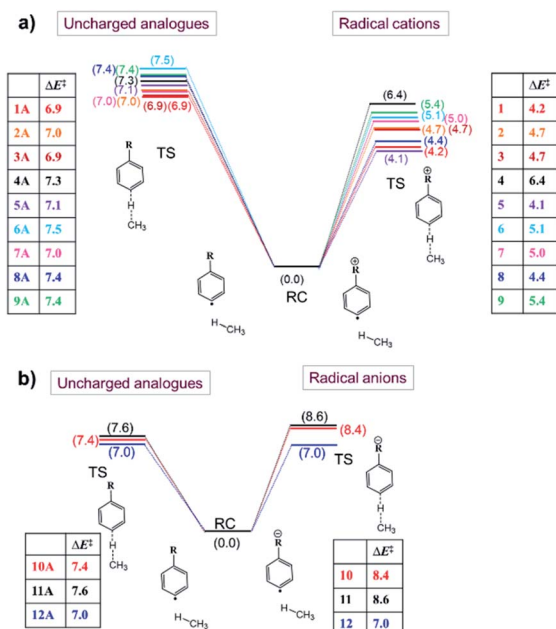 a)
Uncharged analogues
Radical cations
(7.5)
(7.4) (7.4)
(7.3)
(7.1)
(7.0) (7.0)
(6.9) (6.9)
TS
R
H
CH3
ΔE‡
1A 6.9
2A 7.0
3A 6.9
4A 7.3
5A 7.1
6A 7.5
7A 7.0
8A 7.4
9A 7.4
(6.4)
(5.4)
(5.1) (5.0)
(4.7) (4.7)
(4.4)
(4.2)
(4.1)
TS
⊕
R
H
CH3
ΔE‡
1 4.2
2 4.7
3 4.7
4 6.4
5 4.1
6 5.1
7 5.0
8 4.4
9 5.4
R
H–CH3
(0.0)
RC
⊕
R
H–CH3
b)
Uncharged analogues
Radical anions
(7.6)
(7.4)
(7.0)
TS
R
H
CH3
(8.6)
(8.4)
(7.0)
TS
⊖
R
H
CH3
RC
(0.0)
R
H–CH3
⊖
R
H–CH3
ΔE‡
10A 7.4
11A 7.6
12A 7.0
ΔE‡
10 8.4
11 8.6
12 7.0